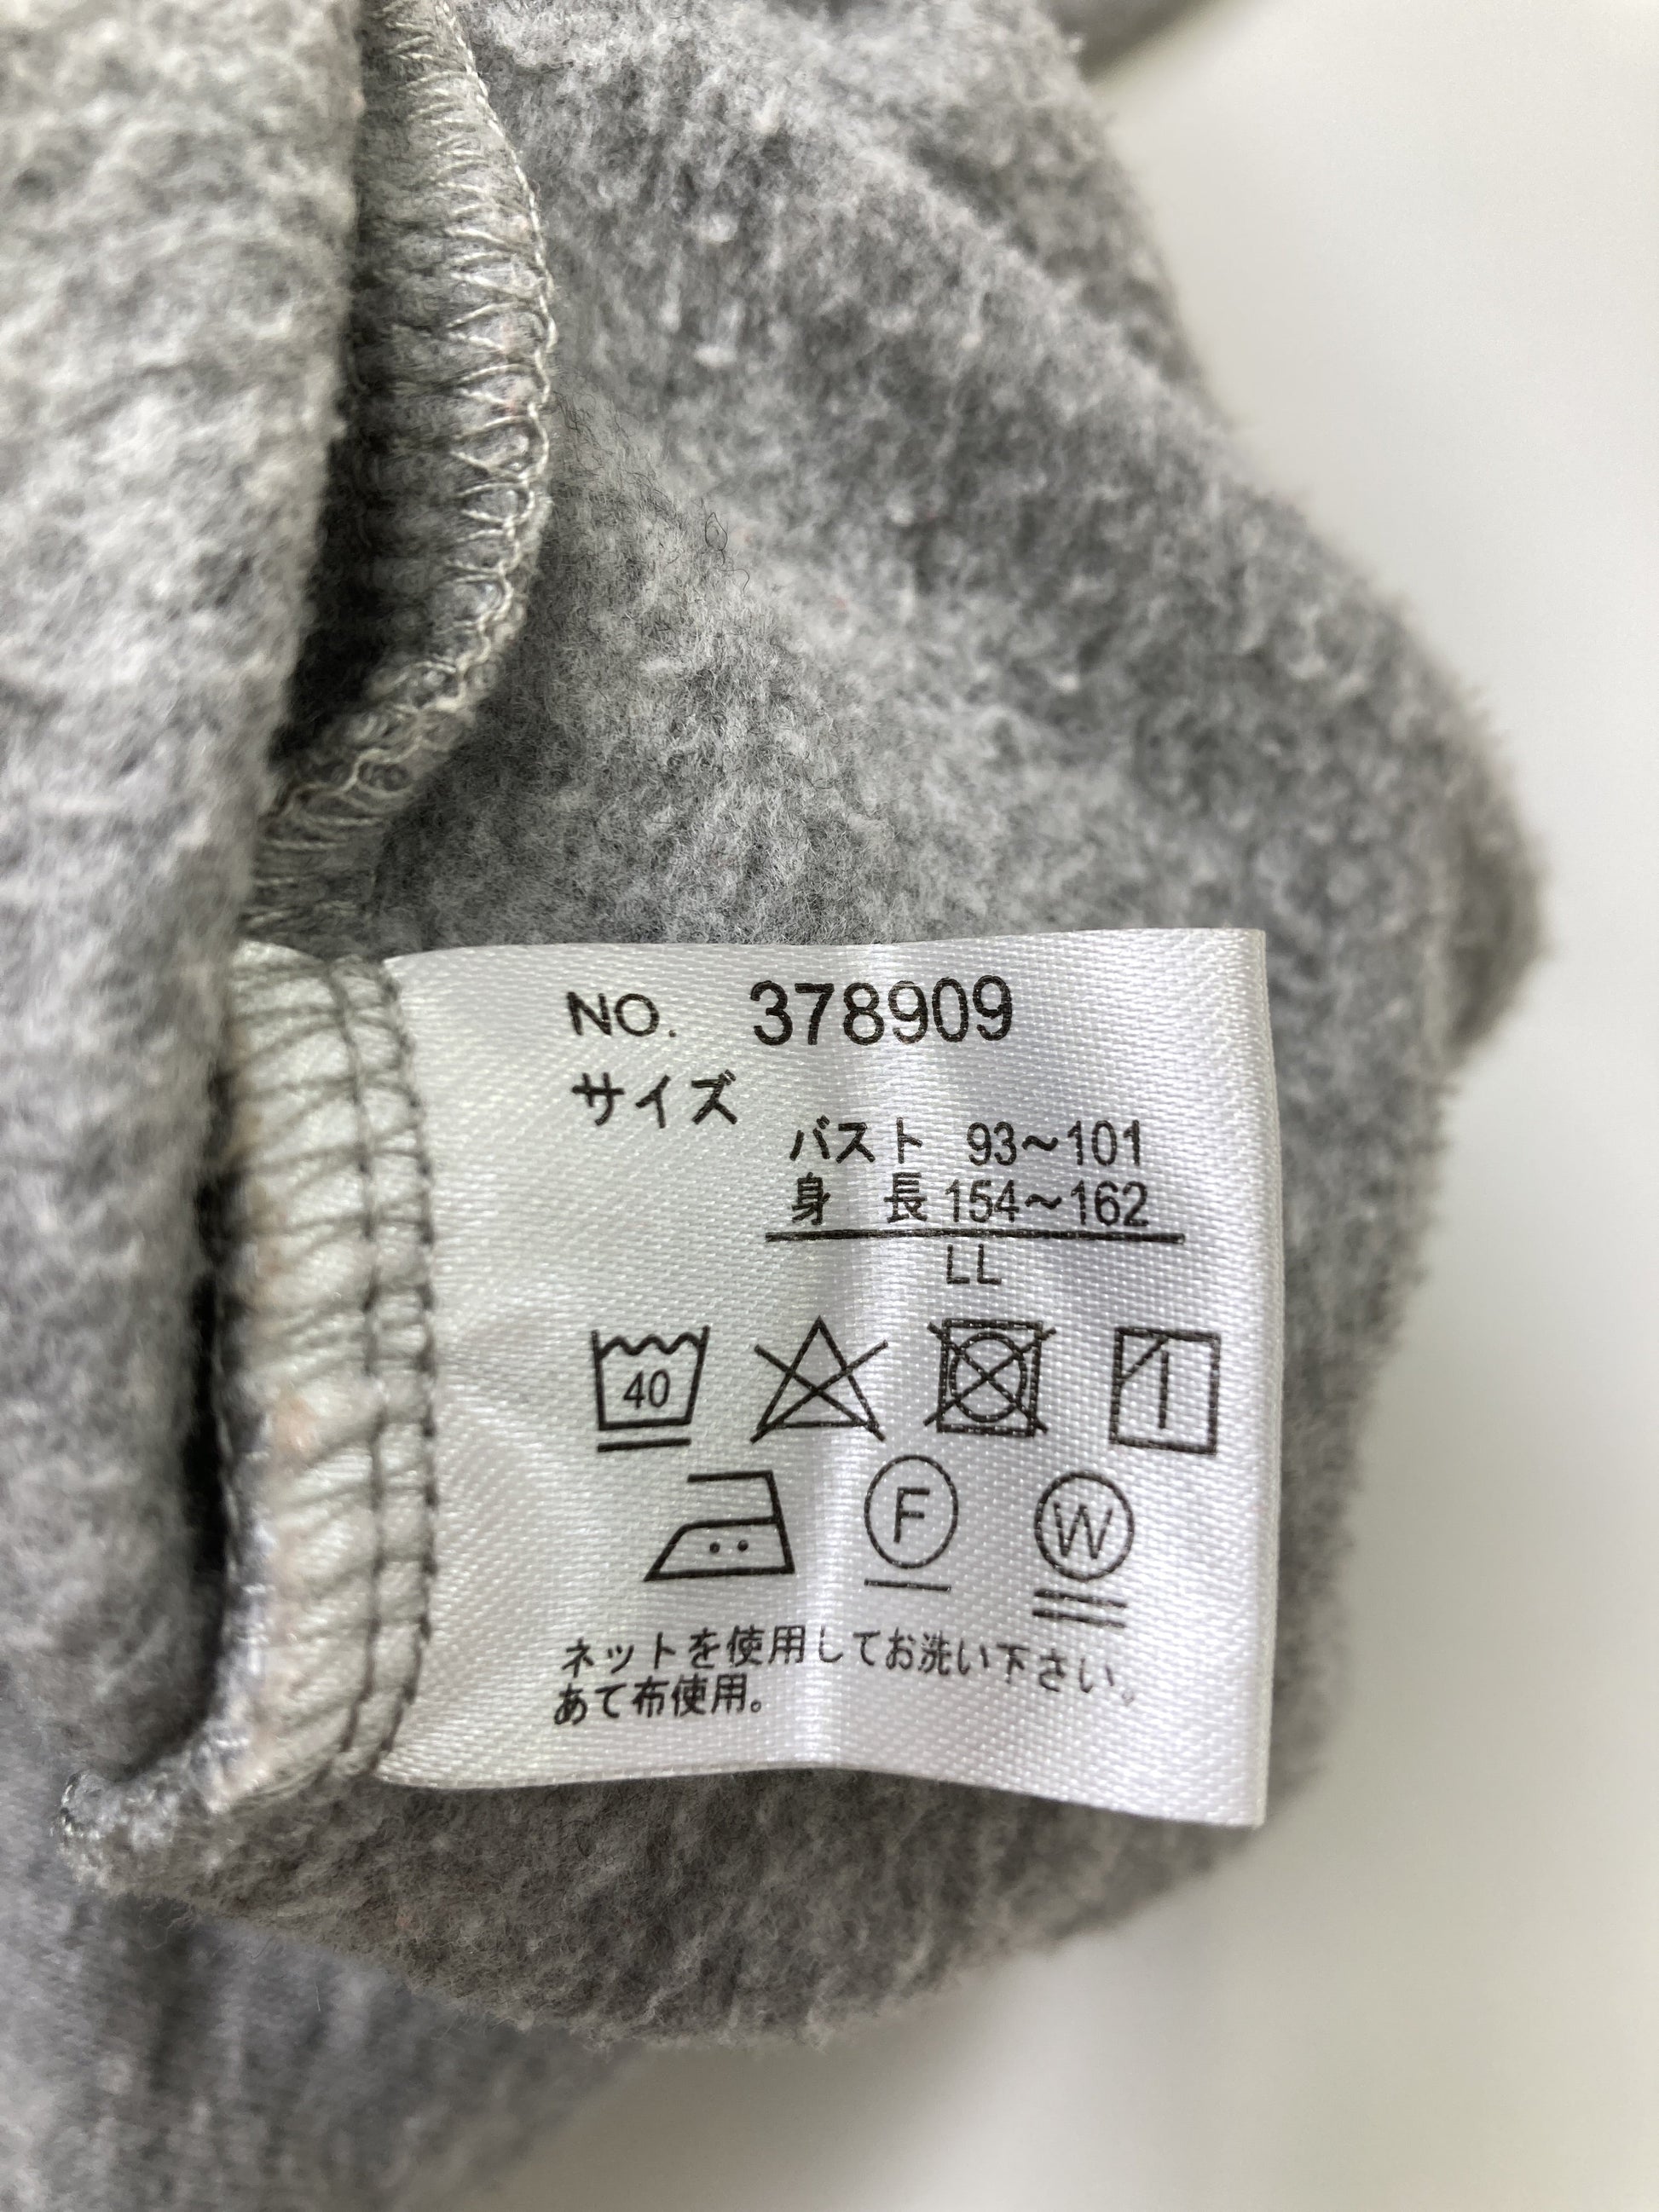 NO. 378909
サイズ
バスト 93~101
身 長 154~162
LL
40
F W
ネットを使用してお洗い下さい。
あて布使用。